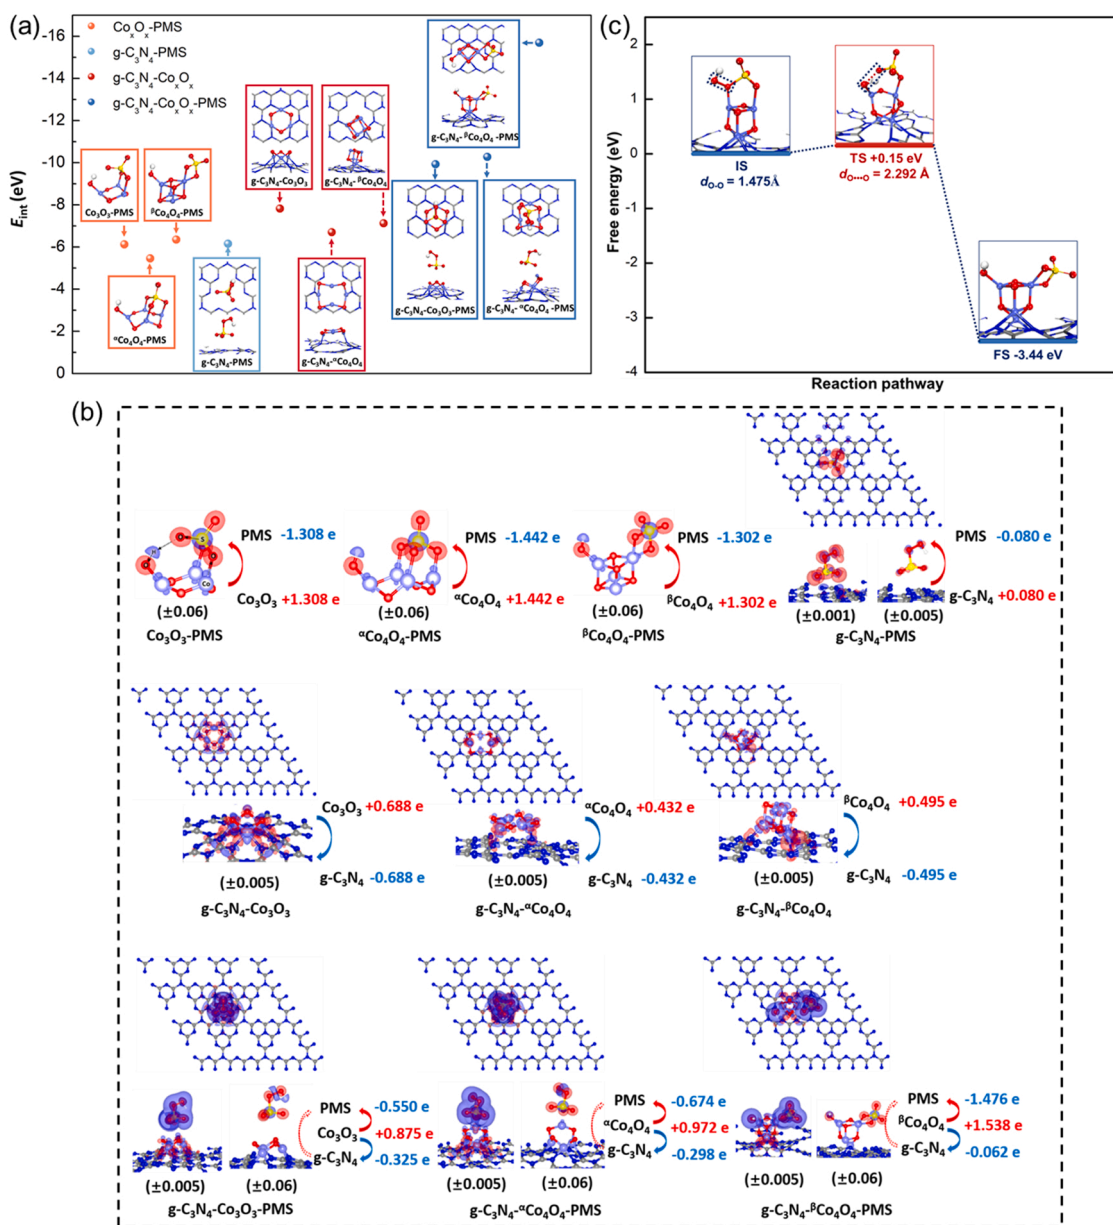 (a)
CoxOx-PMS
g-C3N4-PMS
g-C3N4-CoxOx
g-C3N4-CoxOx-PMS
-16
-14
-12
-10
-8
-6
-4
-2
0
Eint (eV)
Co3O3-PMS
βCo4O4-PMS
αCo4O4-PMS
g-C3N4-PMS
g-C3N4-Co3O3
g-C3N4-βCo4O4
g-C3N4-αCo4O4
g-C3N4-βCo4O4-PMS
g-C3N4-Co3O3-PMS
g-C3N4-αCo4O4-PMS
(c)
2
1
0
-1
-2
-3
-4
Free energy (eV)
IS
dO-O = 1.475Å
TS +0.15 eV
dO···O = 2.292 Å
FS -3.44 eV
Reaction pathway
(b)
H
S
Co
PMS -1.308 e
Co3O3 +1.308 e
(±0.06)
Co3O3-PMS
PMS -1.442 e
αCo4O4 +1.442 e
(±0.06)
αCo4O4-PMS
PMS -1.302 e
βCo4O4 +1.302 e
(±0.06)
βCo4O4-PMS
PMS -0.080 e
g-C3N4 +0.080 e
(±0.001) (±0.005)
g-C3N4-PMS
Co3O3 +0.688 e
g-C3N4 -0.688 e
(±0.005)
g-C3N4-Co3O3
αCo4O4 +0.432 e
g-C3N4 -0.432 e
(±0.005)
g-C3N4-αCo4O4
βCo4O4 +0.495 e
g-C3N4 -0.495 e
(±0.005)
g-C3N4-βCo4O4
PMS -0.550 e
Co3O3 +0.875 e
g-C3N4 -0.325 e
(±0.005) (±0.06)
g-C3N4-Co3O3-PMS
PMS -0.674 e
αCo4O4 +0.972 e
g-C3N4 -0.298 e
(±0.005) (±0.06)
g-C3N4-αCo4O4-PMS
PMS -1.476 e
βCo4O4 +1.538 e
g-C3N4 -0.062 e
(±0.005) (±0.06)
g-C3N4-βCo4O4-PMS